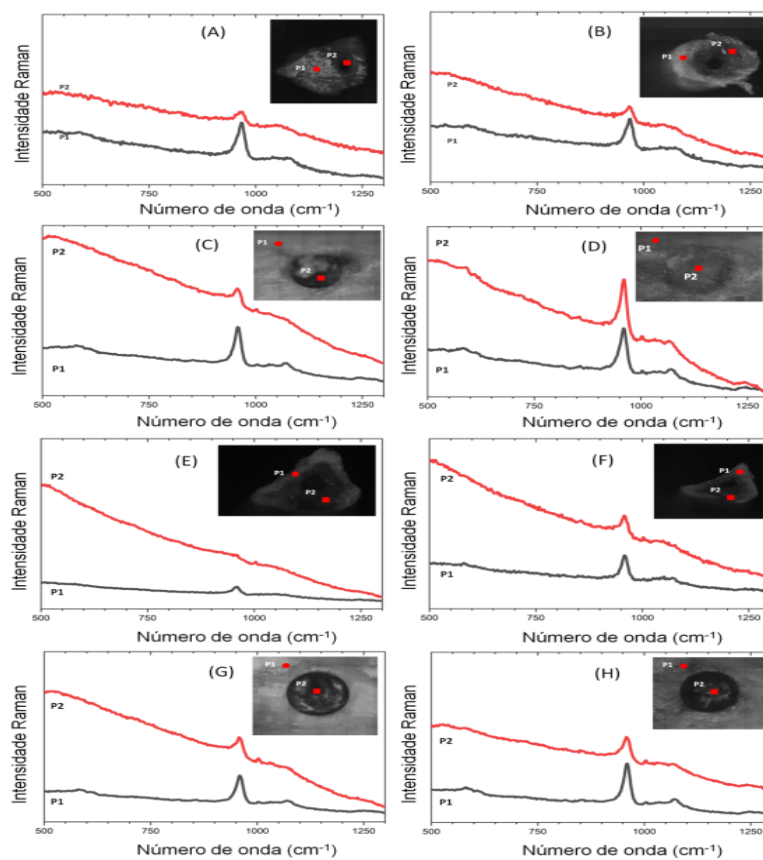 (A)
Intensidade Raman
P2
P1
P1
P2
500
750
1000
1250
Número de onda (cm⁻¹)
(B)
Intensidade Raman
P2
P1
P1
P2
500
750
1000
1250
Número de onda (cm⁻¹)
(C)
Intensidade Raman
P2
P1
P1
P2
500
750
1000
1250
Número de onda (cm⁻¹)
(D)
Intensidade Raman
P2
P1
P1
P2
500
750
1000
1250
Número de onda (cm⁻¹)
(E)
Intensidade Raman
P2
P1
P1
P2
500
750
1000
1250
Número de onda (cm⁻¹)
(F)
Intensidade Raman
P2
P1
P1
P2
500
750
1000
1250
Número de onda (cm⁻¹)
(G)
Intensidade Raman
P2
P1
P1
P2
500
750
1000
1250
Número de onda (cm⁻¹)
(H)
Intensidade Raman
P2
P1
P1
P2
500
750
1000
1250
Número de onda (cm⁻¹)